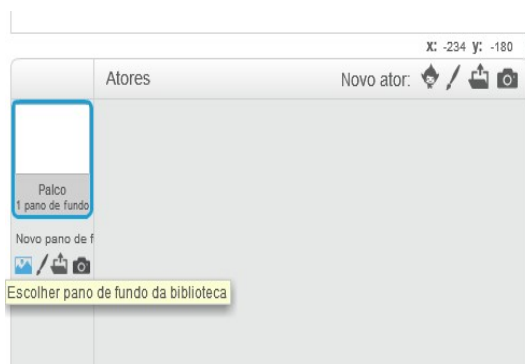 x: -234 y: -180
Atores
Novo ator:
Palco
1 pano de fundo
Novo pano de f
Escolher pano de fundo da biblioteca